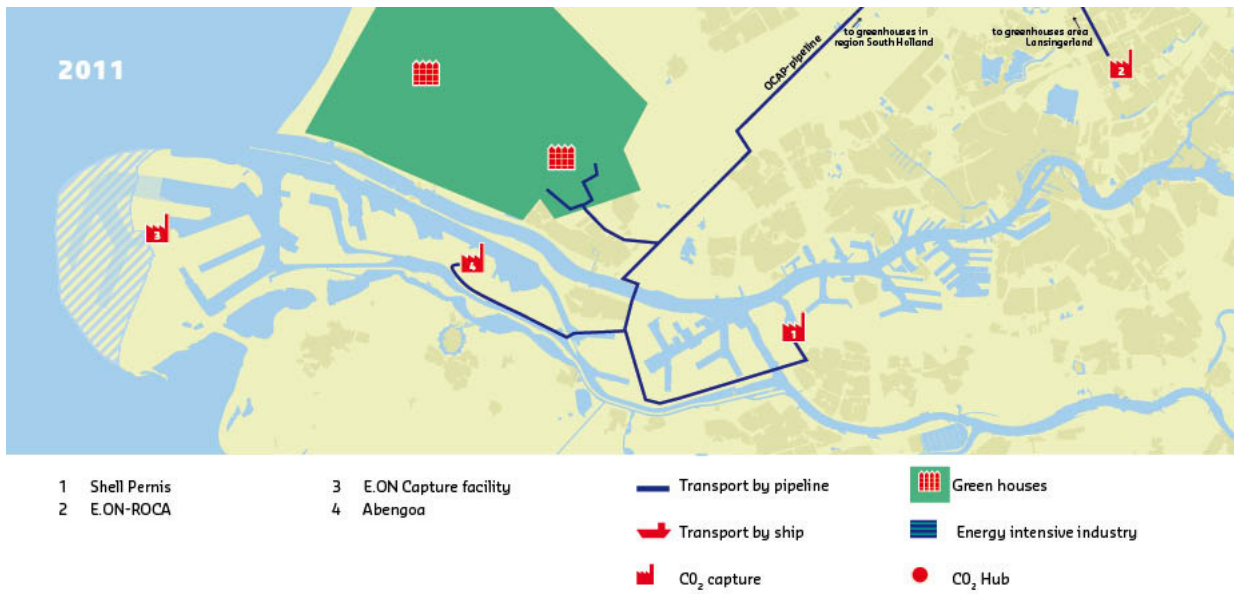 2011
to greenhouses in
region South Holland
to greenhouses area
Lansingerland
OCAP-pipeline
2
3
4
1
1 Shell Pernis
2 E.ON-ROCA
3 E.ON Capture facility
4 Abengoa
Transport by pipeline
Transport by ship
CO₂ capture
Green houses
Energy intensive industry
CO₂ Hub